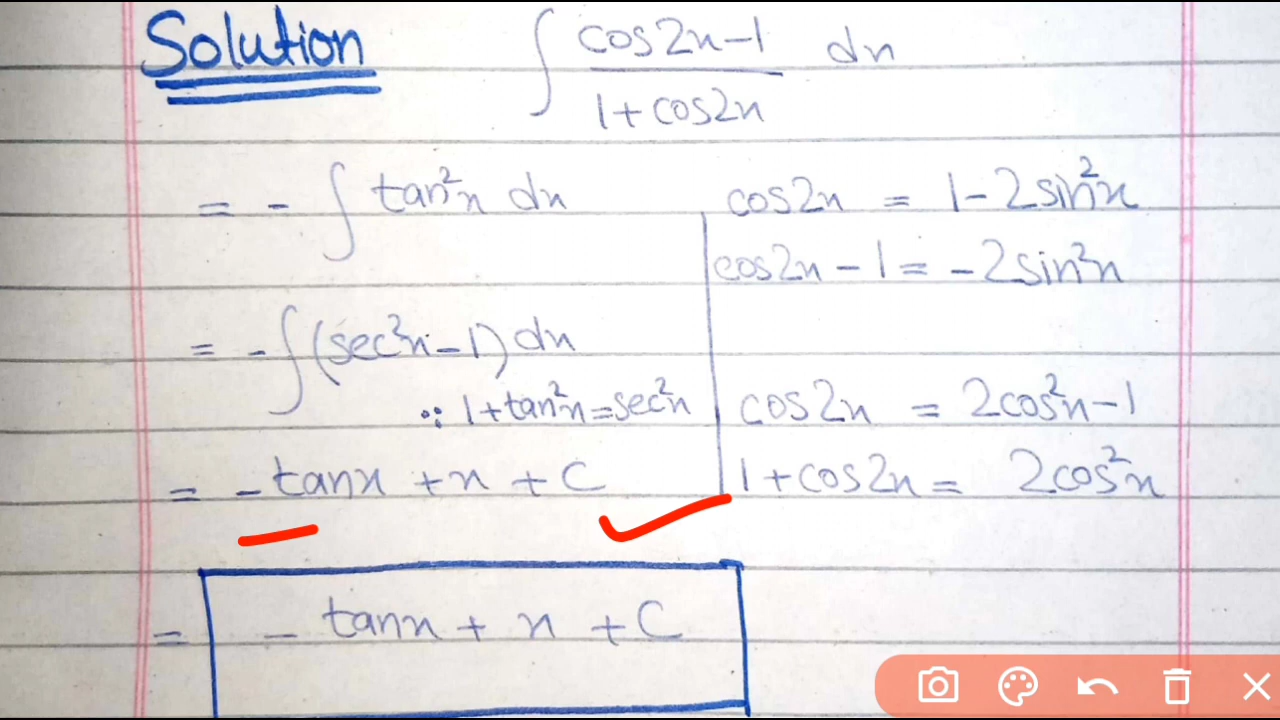 Solution
∫ cos2x-1 / 1+cos2x dx
= - ∫ tan²x dx
= - ∫ (sec²x-1) dx
∵ 1+tan²x=sec²x
= -tanx +x + C
cos2x = 1-2sin²x
cos2x-1 = -2sin²x
cos2x = 2cos²x-1
1+cos2x = 2cos²x
= - tanx + x + C